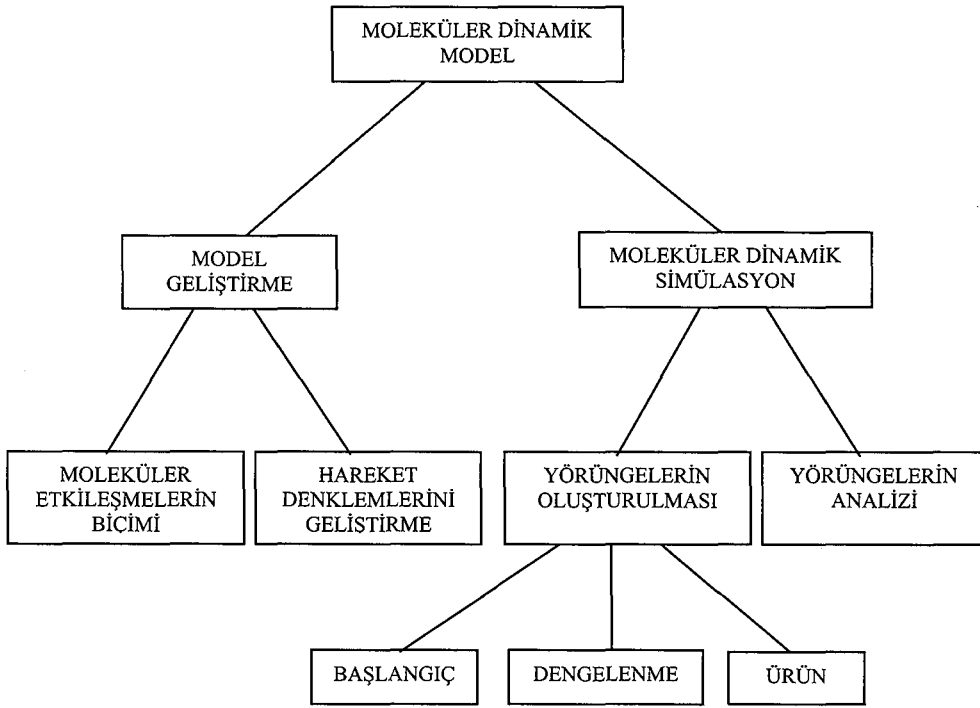 MOLEKÜLER DİNAMİK
MODEL
MODEL
GELİŞTİRME
MOLEKÜLER DİNAMİK
SİMÜLASYON
MOLEKÜLER
ETKİLEŞMELERİN
BİÇİMİ
HAREKET
DENKLEMLERİNİ
GELİŞTİRME
YÖRÜNGELERİN
OLUŞTURULMASI
YÖRÜNGELERİN
ANALİZİ
BAŞLANGIÇ
DENGELENME
ÜRÜN